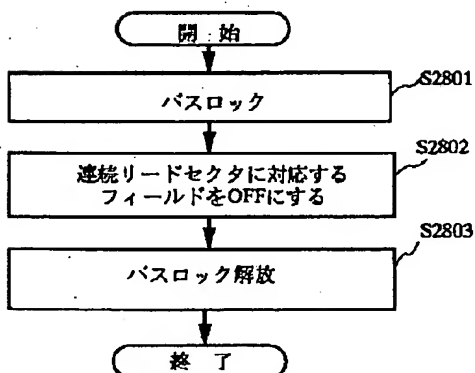 開始
S2801
バスロック
S2802
連続リードセクタに対応する
フィールドをOFFにする
S2803
バスロック解放
終了